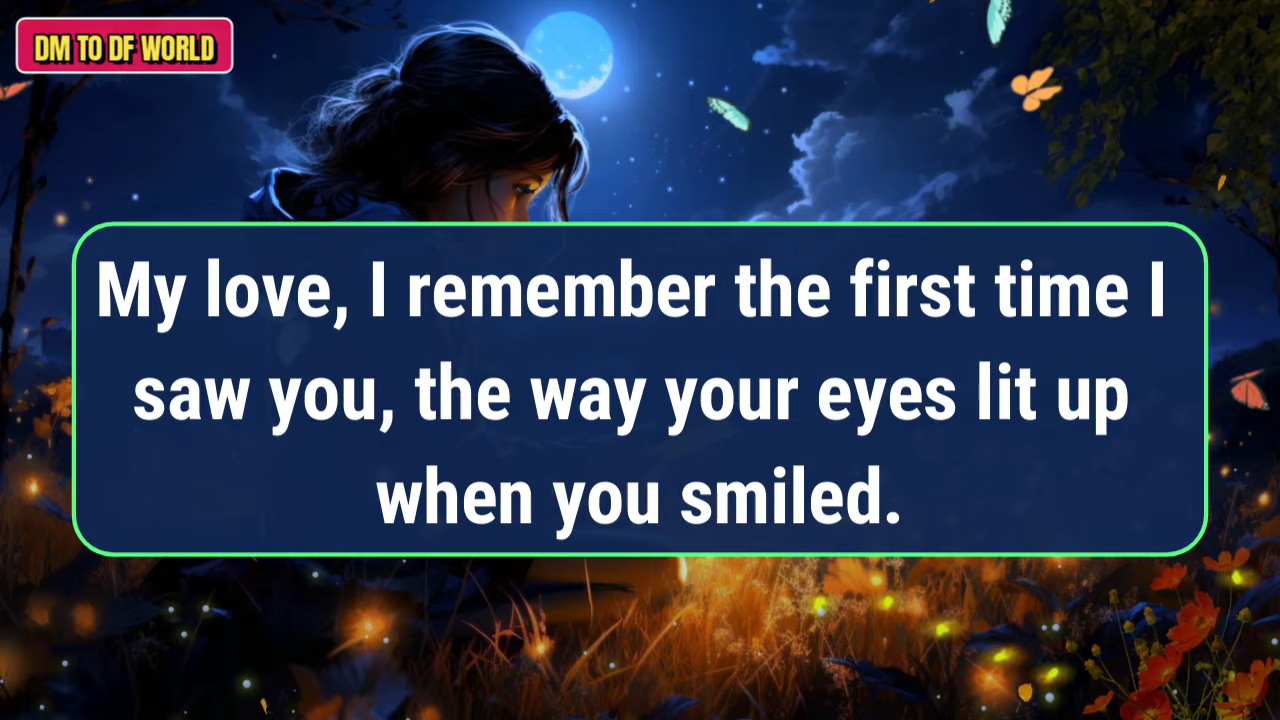 DM TO DF WORLD
My love, I remember the first time I
saw you, the way your eyes lit up
when you smiled.